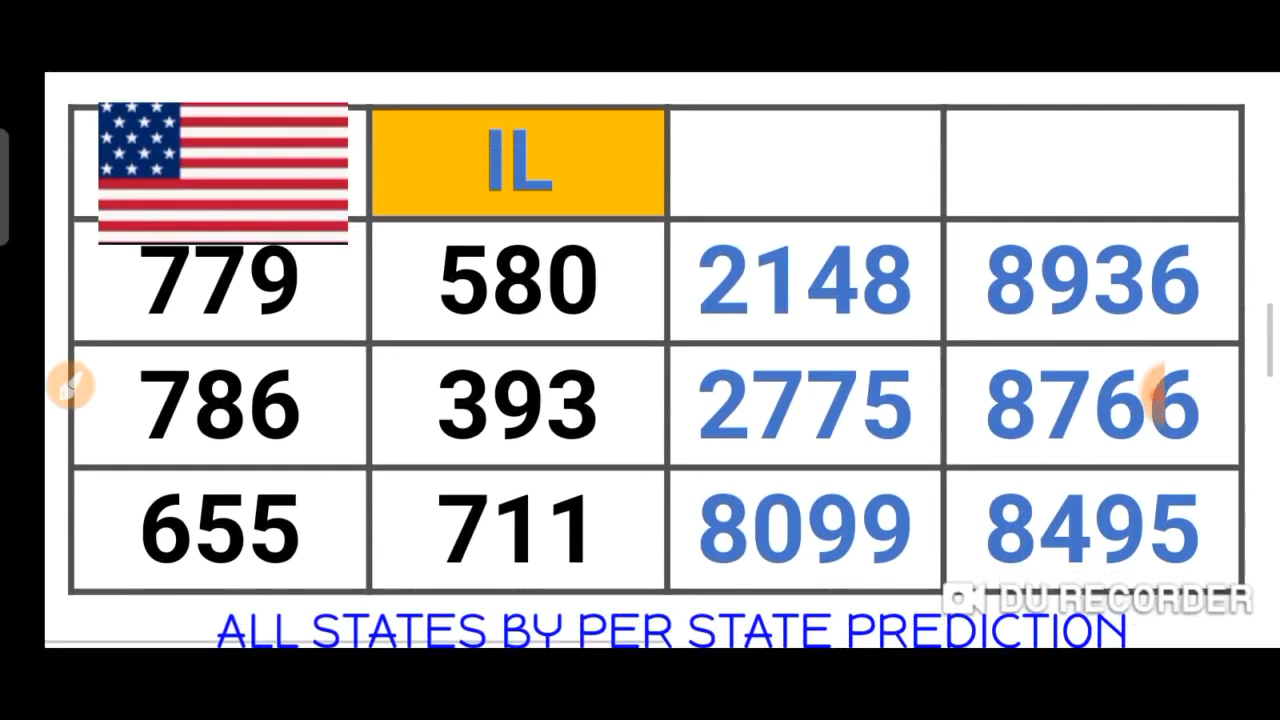 IL
779 580 2148 8936
786 393 2775 8766
655 711 8099 8495
DU RECORDER
ALL STATES BY PER STATE PREDICTION